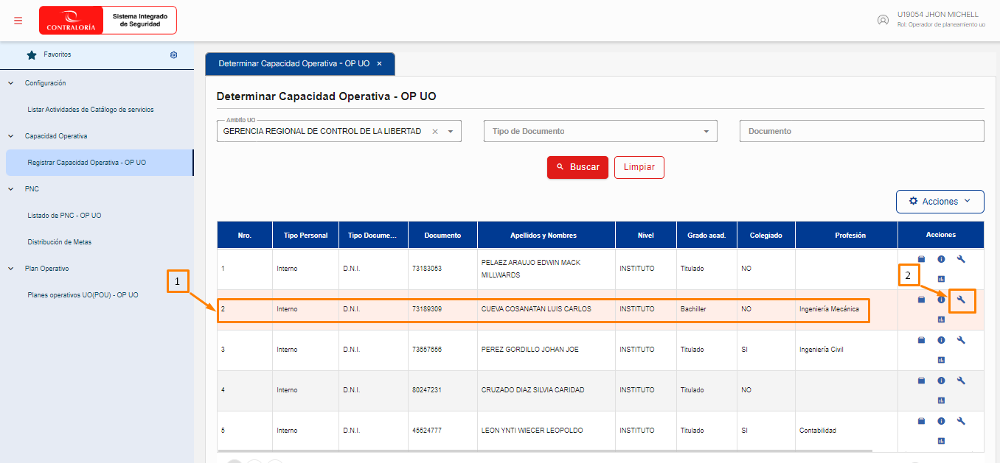 CONTRALORÍA
Sistema Integrado
de Seguridad
U19054 JHON MICHELL
Rol: Operador de planeamiento uo
Favoritos
Configuración
Listar Actividades de Catálogo de servicios
Capacidad Operativa
Registrar Capacidad Operativa - OP UO
PNC
Listado de PNC - OP UO
Distribución de Metas
Plan Operativo
Planes operativos UO(POU) - OP UO
Determinar Capacidad Operativa - OP UO ×
Determinar Capacidad Operativa - OP UO
Ambito UO
GERENCIA REGIONAL DE CONTROL DE LA LIBERTAD ×
Tipo de Documento
Documento
Buscar
Limpiar
Acciones
Nro. Tipo Personal Tipo Docume... Documento Apellidos y Nombres Nivel Grado acad. Colegiado Profesión Acciones
1 Interno D.N.I. 73183053 PELAEZ ARAUJO EDWIN MACK INSTITUTO Titulado NO
MILLWARDS
2 Interno D.N.I. 73189309 CUEVA COSANATAN LUIS CARLOS INSTITUTO Bachiller NO Ingeniería Mecánica
3 Interno D.N.I. 73657656 PEREZ GORDILLO JOHAN JOE INSTITUTO Titulado SI Ingeniería Civil
4 Interno D.N.I. 80247231 CRUZADO DIAZ SILVIA CARIDAD INSTITUTO Titulado NO
5 Interno D.N.I. 45524777 LEON YNTI WIECER LEOPOLDO INSTITUTO Titulado SI Contabilidad
1
2